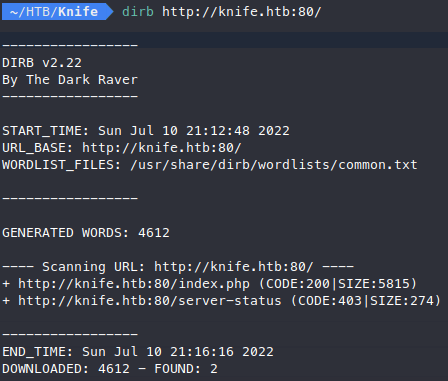 ~/HTB/Knife dirb http://knife.htb:80/
-----------------
DIRB v2.22
By The Dark Raver
-----------------
START_TIME: Sun Jul 10 21:12:48 2022
URL_BASE: http://knife.htb:80/
WORDLIST_FILES: /usr/share/dirb/wordlists/common.txt
-----------------
GENERATED WORDS: 4612
---- Scanning URL: http://knife.htb:80/ ----
+ http://knife.htb:80/index.php (CODE:200|SIZE:5815)
+ http://knife.htb:80/server-status (CODE:403|SIZE:274)
-----------------
END_TIME: Sun Jul 10 21:16:16 2022
DOWNLOADED: 4612 - FOUND: 2